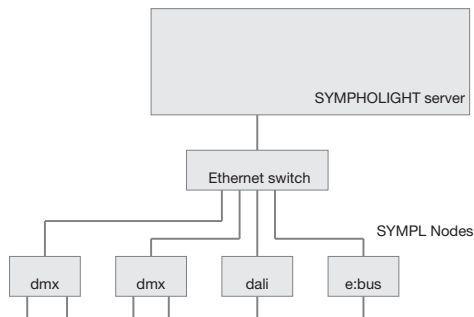 SYMPHOLIGHT server
Ethernet switch
SYMPL Nodes
dmx
dmx
dali
e:bus